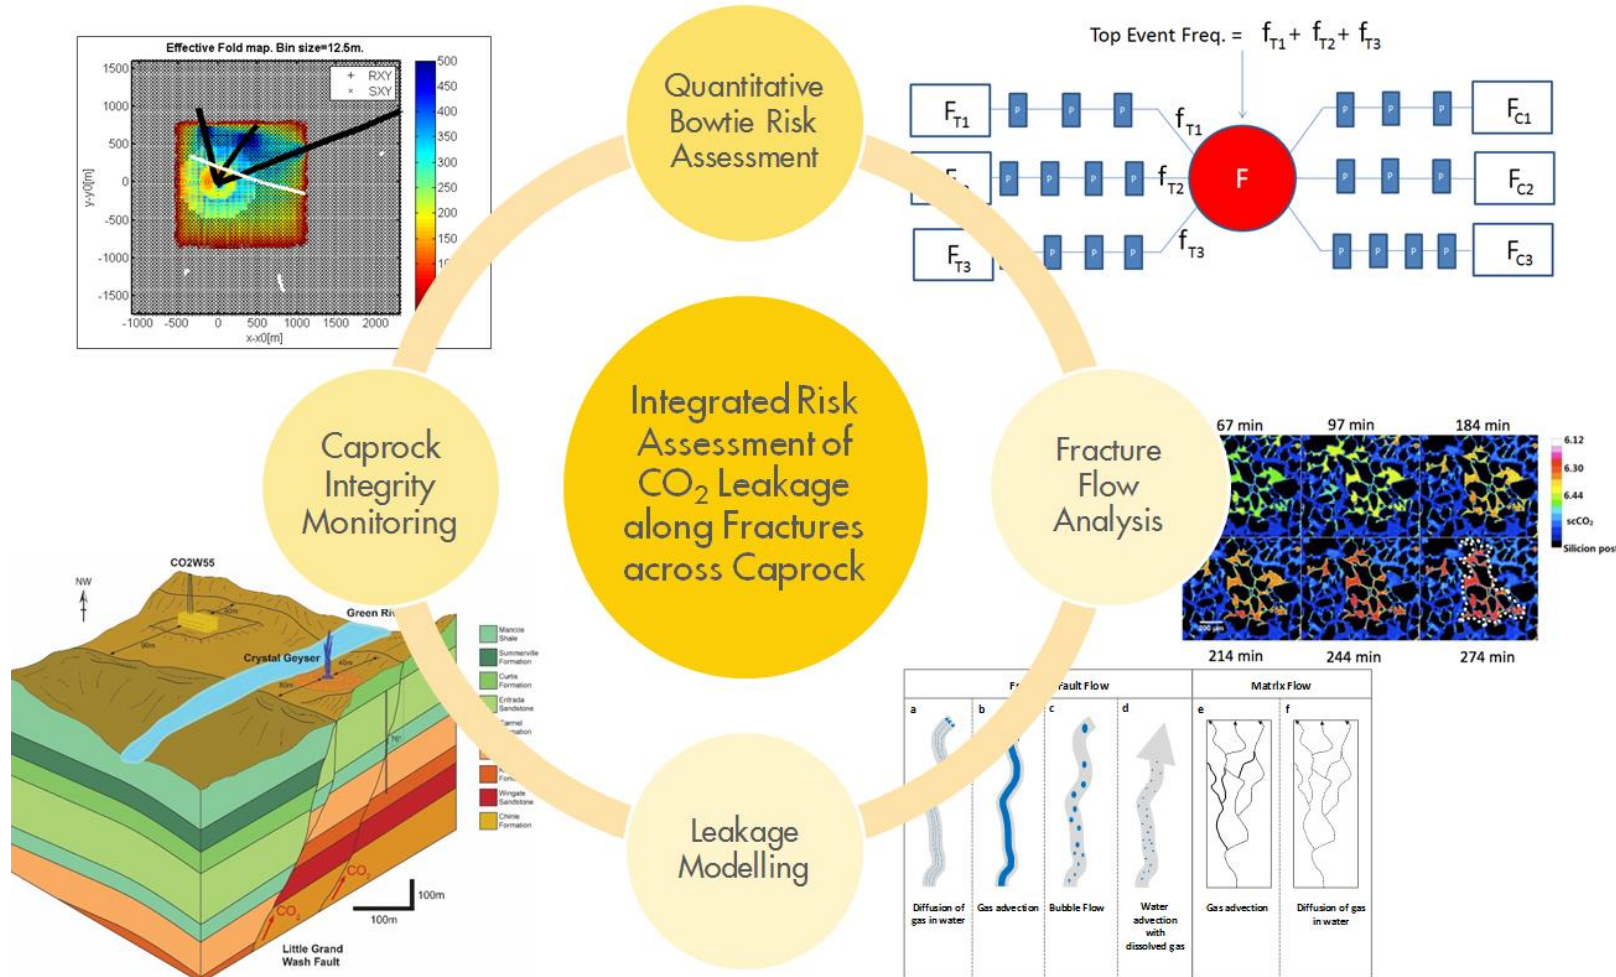 Effective Fold map. Bin size=12.5m.
1500
1000
500
0
-500
-1000
-1500
y-y0[m]
-1000 -500 0 500 1000 2000
x-x0[m]
+ RXY
× SXY
500
450
400
350
300
250
200
150
Quantitative
Bowtie Risk
Assessment
Top Event Freq. = fT1 + fT2 + fT3
FT1
FT3
P P P
P P P P
P P P
fT1
fT2
fT3
F
P P P
P P P
P P P P
FC1
FC2
FC3
Caprock
Integrity
Monitoring
Integrated Risk
Assessment of
CO₂ Leakage
along Fractures
across Caprock
Fracture
Flow
Analysis
67 min 97 min 184 min
214 min 244 min 274 min
200 μm
6.12
6.30
6.44
scCO₂
Silicion post
Leakage
Modelling
CO2W55
NW
90m
Green
Crystal Geyser
40m
76°
CO₂
CO₂
100m
100m
Little Grand
Wash Fault
Mancos
Shale
Summerville
Formation
Curtis
Formation
Entrada
Sandstone
Wingate
Sandstone
Chinle
Formation
Fault Flow
Matrix Flow
a b c d e f
Diffusion of
gas in water
Gas advection
Bubble Flow
Water
advection
with
dissolved gas
Gas advection
Diffusion of gas
in water